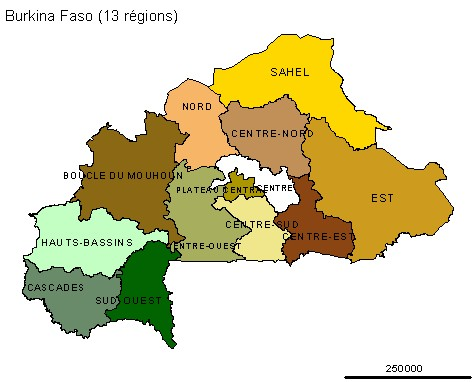 Burkina Faso (13 régions)
SAHEL
NORD
CENTRE-NORD
BOUCLE DU MOUHOUN
PLATEAU CENTRAL
CENTRE
EST
CENTRE-SUD
CENTRE-EST
HAUTS-BASSINS
CENTRE-OUEST
CASCADES
SUD OUEST
250000